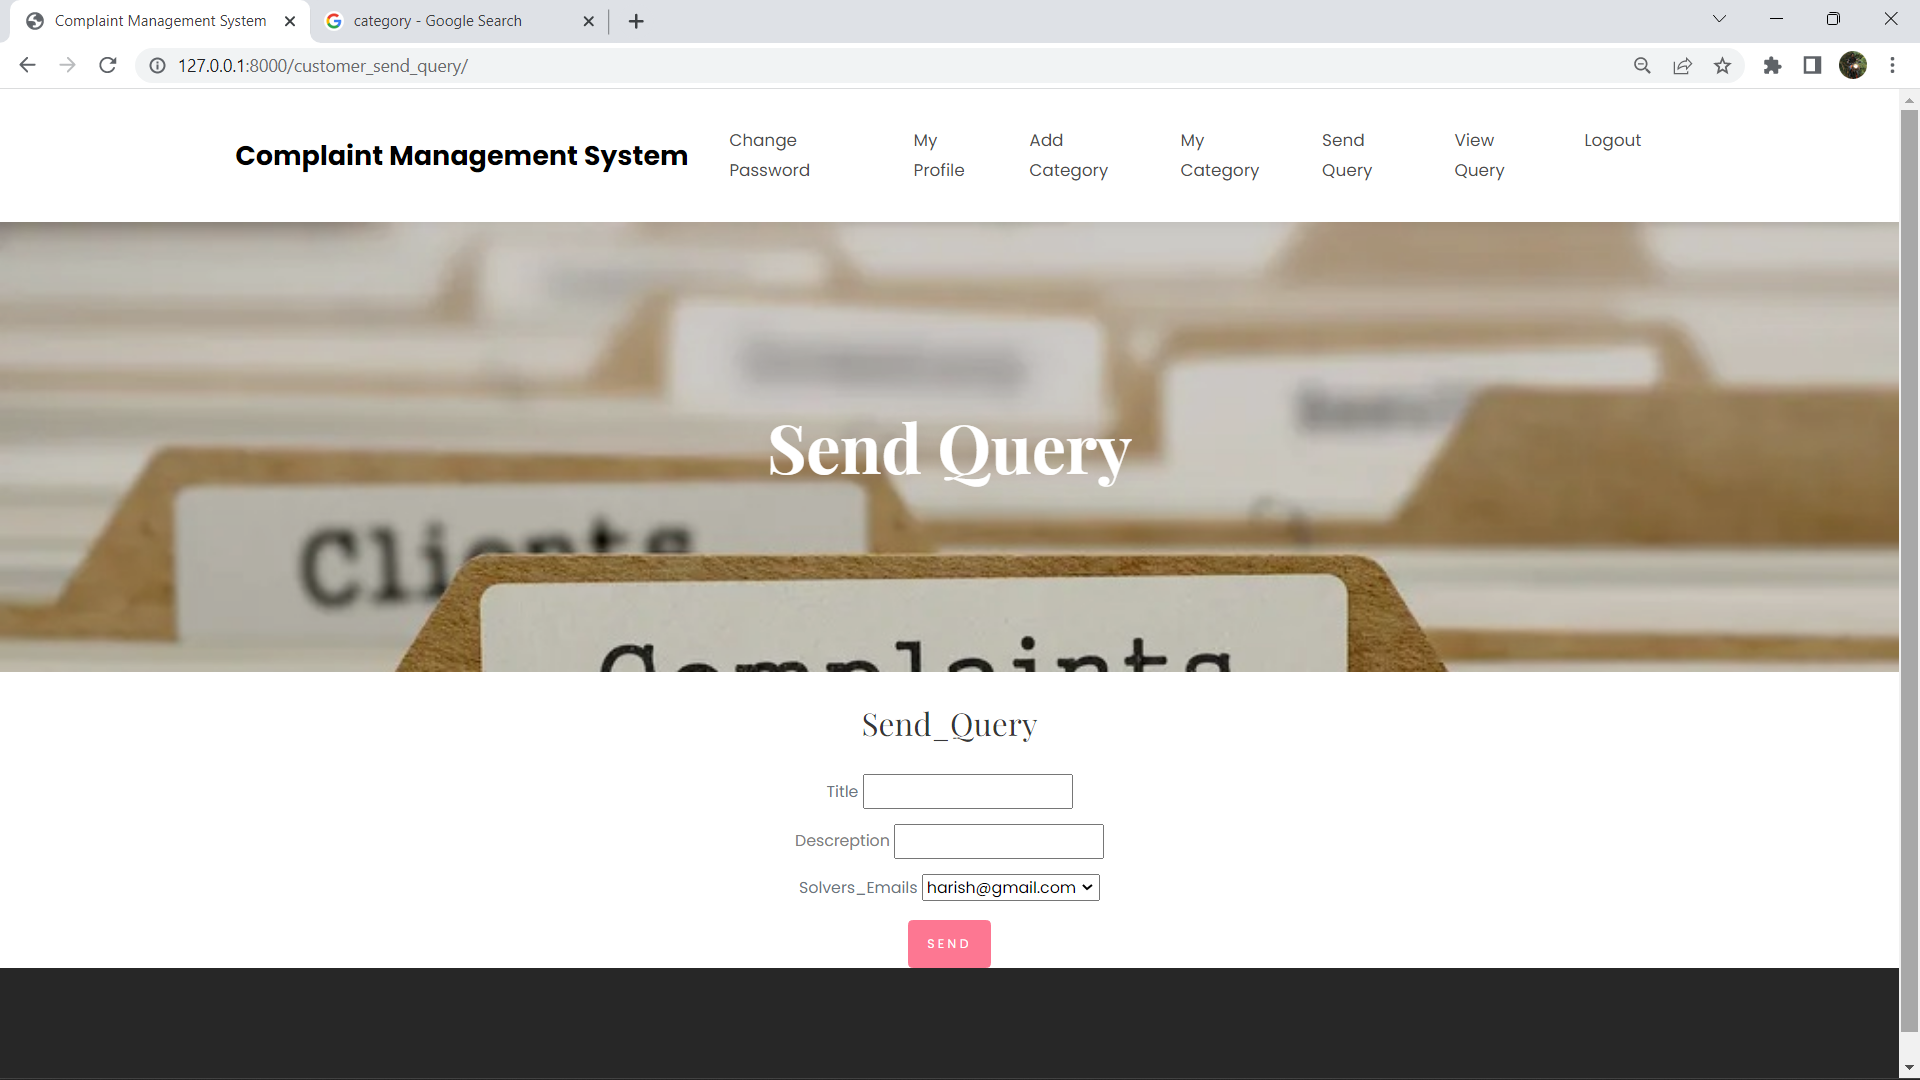 Complaint Management System
category - Google Search
127.0.0.1:8000/customer_send_query/
Complaint Management System
Change Password
My Profile
Add Category
My Category
Send Query
View Query
Logout
Send Query
Clients
Complaints
Send_Query
Title
Descreption
Solvers_Emails harish@gmail.com
SEND